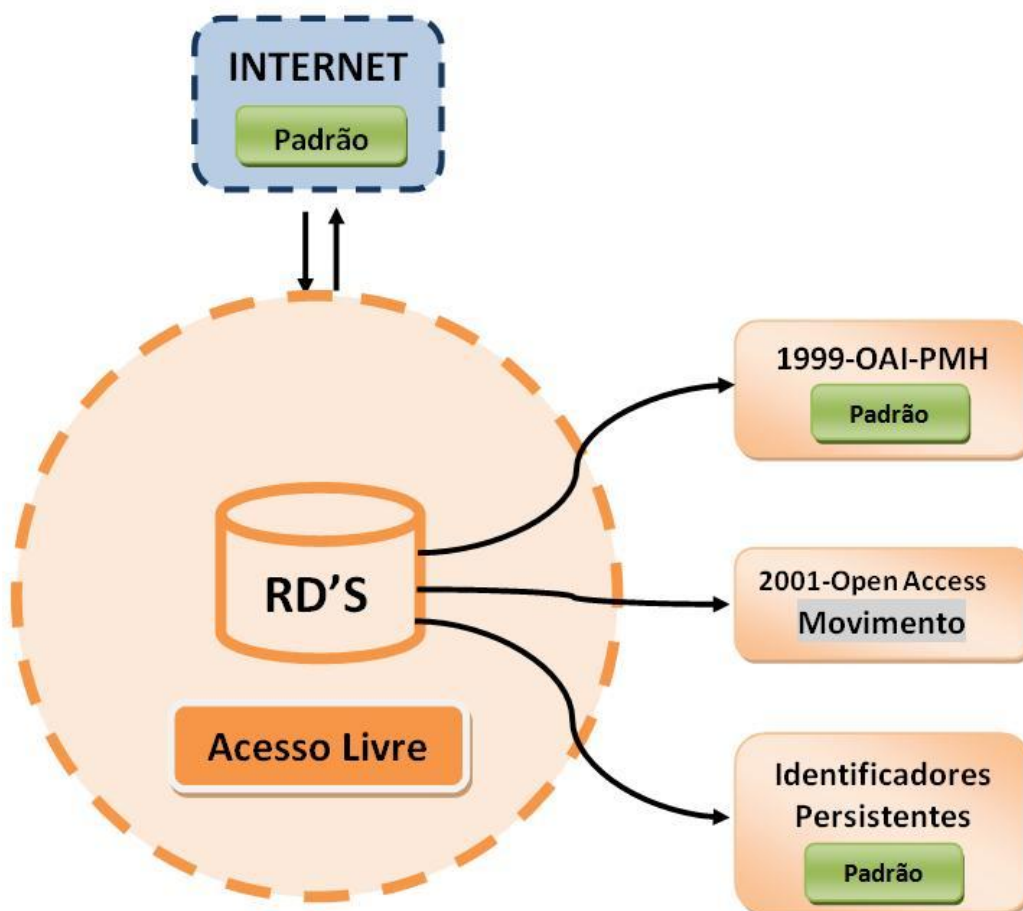 INTERNET
Padrão
1999-OAI-PMH
Padrão
RD'S
2001-Open Access
Movimento
Acesso Livre
Identificadores
Persistentes
Padrão